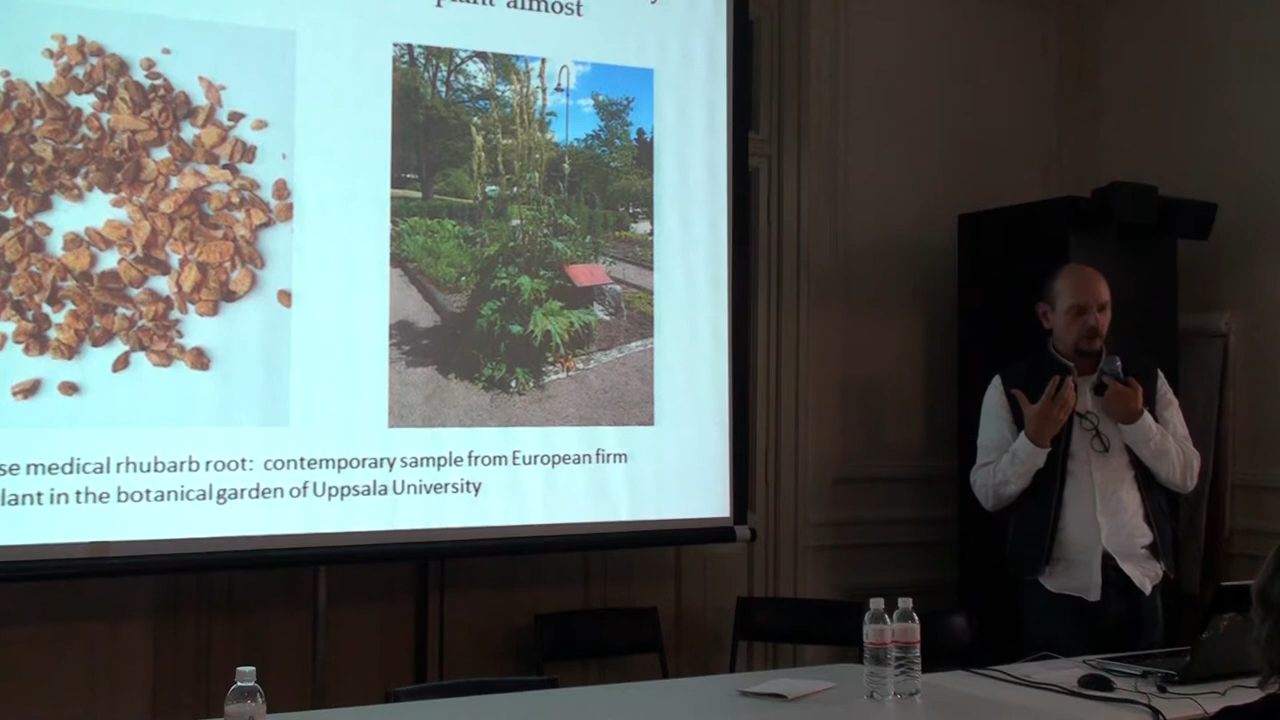 plant almost
se medical rhubarb root: contemporary sample from European firm
lant in the botanical garden of Uppsala University